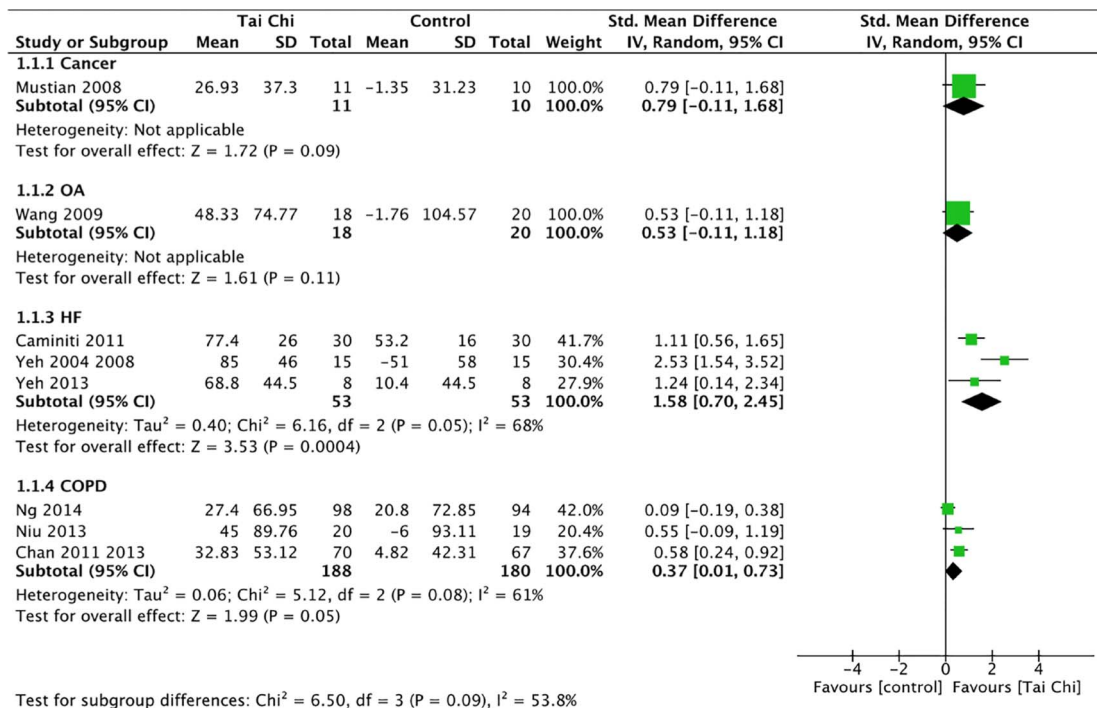 Tai Chi Control Std. Mean Difference Std. Mean Difference
Study or Subgroup Mean SD Total Mean SD Total Weight IV, Random, 95% CI IV, Random, 95% CI
1.1.1 Cancer
Mustian 2008 26.93 37.3 11 −1.35 31.23 10 100.0% 0.79 [−0.11, 1.68]
Subtotal (95% CI) 11 10 100.0% 0.79 [−0.11, 1.68]
Heterogeneity: Not applicable
Test for overall effect: Z = 1.72 (P = 0.09)
1.1.2 OA
Wang 2009 48.33 74.77 18 −1.76 104.57 20 100.0% 0.53 [−0.11, 1.18]
Subtotal (95% CI) 18 20 100.0% 0.53 [−0.11, 1.18]
Heterogeneity: Not applicable
Test for overall effect: Z = 1.61 (P = 0.11)
1.1.3 HF
Caminiti 2011 77.4 26 30 53.2 16 30 41.7% 1.11 [0.56, 1.65]
Yeh 2004 2008 85 46 15 −51 58 15 30.4% 2.53 [1.54, 3.52]
Yeh 2013 68.8 44.5 8 10.4 44.5 8 27.9% 1.24 [0.14, 2.34]
Subtotal (95% CI) 53 53 100.0% 1.58 [0.70, 2.45]
Heterogeneity: Tau² = 0.40; Chi² = 6.16, df = 2 (P = 0.05); I² = 68%
Test for overall effect: Z = 3.53 (P = 0.0004)
1.1.4 COPD
Ng 2014 27.4 66.95 98 20.8 72.85 94 42.0% 0.09 [−0.19, 0.38]
Niu 2013 45 89.76 20 −6 93.11 19 20.4% 0.55 [−0.09, 1.19]
Chan 2011 2013 32.83 53.12 70 4.82 42.31 67 37.6% 0.58 [0.24, 0.92]
Subtotal (95% CI) 188 180 100.0% 0.37 [0.01, 0.73]
Heterogeneity: Tau² = 0.06; Chi² = 5.12, df = 2 (P = 0.08); I² = 61%
Test for overall effect: Z = 1.99 (P = 0.05)
−4 −2 0 2 4
Favours [control] Favours [Tai Chi]
Test for subgroup differences: Chi² = 6.50, df = 3 (P = 0.09), I² = 53.8%